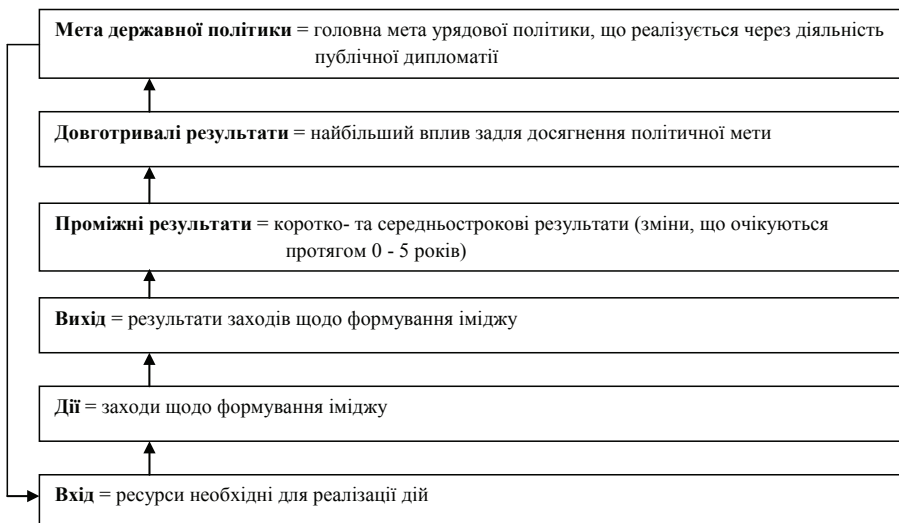 Мета державної політики = головна мета урядової політики, що реалізується через діяльність
публічної дипломатії
Довготривалі результати = найбільший вплив задля досягнення політичної мети
Проміжні результати = коротко- та середньострокові результати (зміни, що очікуються
протягом 0 - 5 років)
Вихід = результати заходів щодо формування іміджу
Дії = заходи щодо формування іміджу
Вхід = ресурси необхідні для реалізації дій